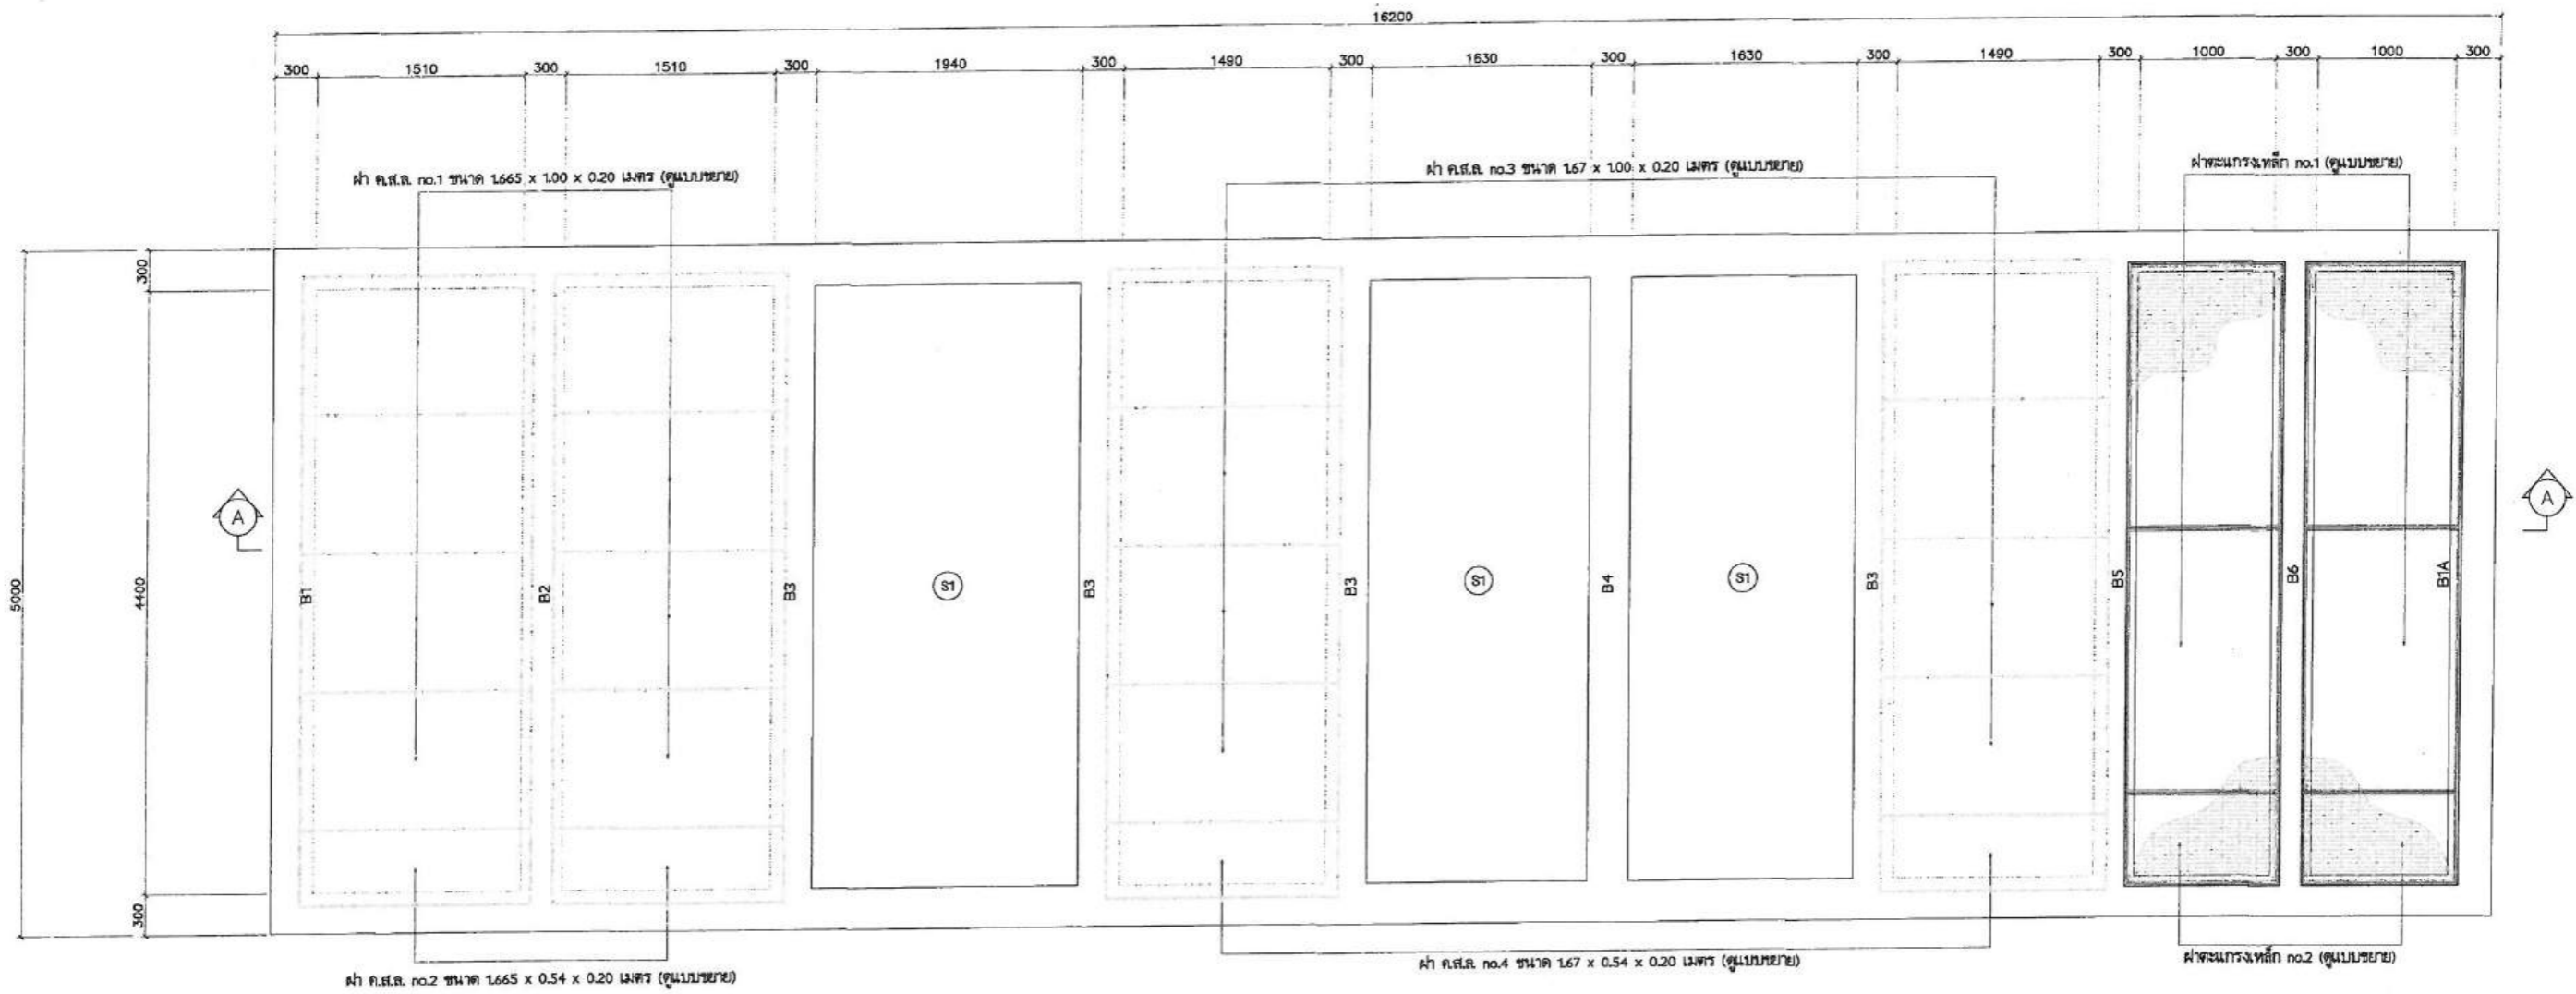 16200
300 1510 300 1510 300 1940 300 1490 300 1630 300 1630 300 1490 300 1000 300 1000 300
ฝา ค.ส.ล. no.1 ขนาด 1.665 x 1.00 x 0.20 เมตร (ดูแบบขยาย)
ฝา ค.ส.ล. no.3 ขนาด 1.67 x 1.00 x 0.20 เมตร (ดูแบบขยาย)
ฝาตะแกรงเหล็ก no.1 (ดูแบบขยาย)
300
5000
4400
300
A
A
B1
B2
B3
S1
B3
B3
S1
B4
S1
B3
B5
B6
B1A
ฝา ค.ส.ล. no.2 ขนาด 1.665 x 0.54 x 0.20 เมตร (ดูแบบขยาย)
ฝา ค.ส.ล. no.4 ขนาด 1.67 x 0.54 x 0.20 เมตร (ดูแบบขยาย)
ฝาตะแกรงเหล็ก no.2 (ดูแบบขยาย)